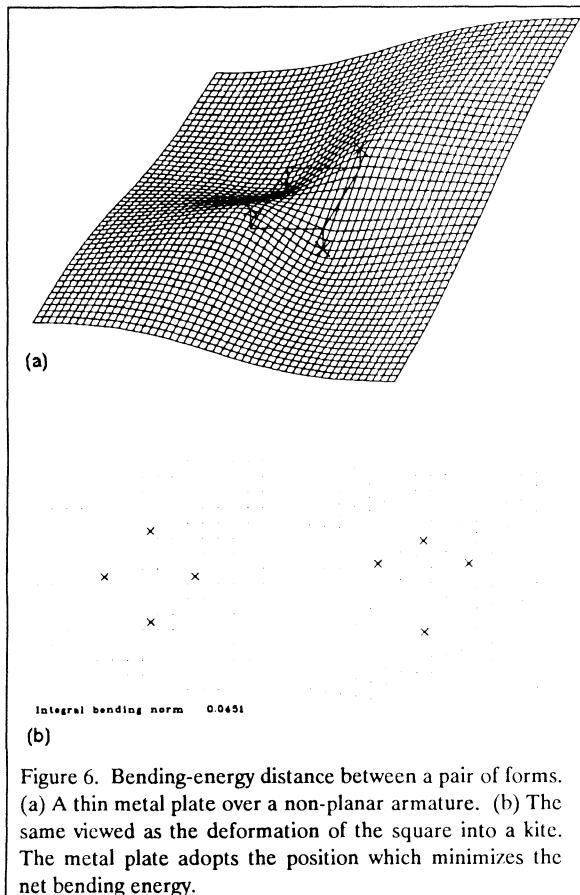 (a)
Integral bending norm 0.0451
(b)
Figure 6. Bending-energy distance between a pair of forms.
(a) A thin metal plate over a non-planar armature. (b) The
same viewed as the deformation of the square into a kite.
The metal plate adopts the position which minimizes the
net bending energy.